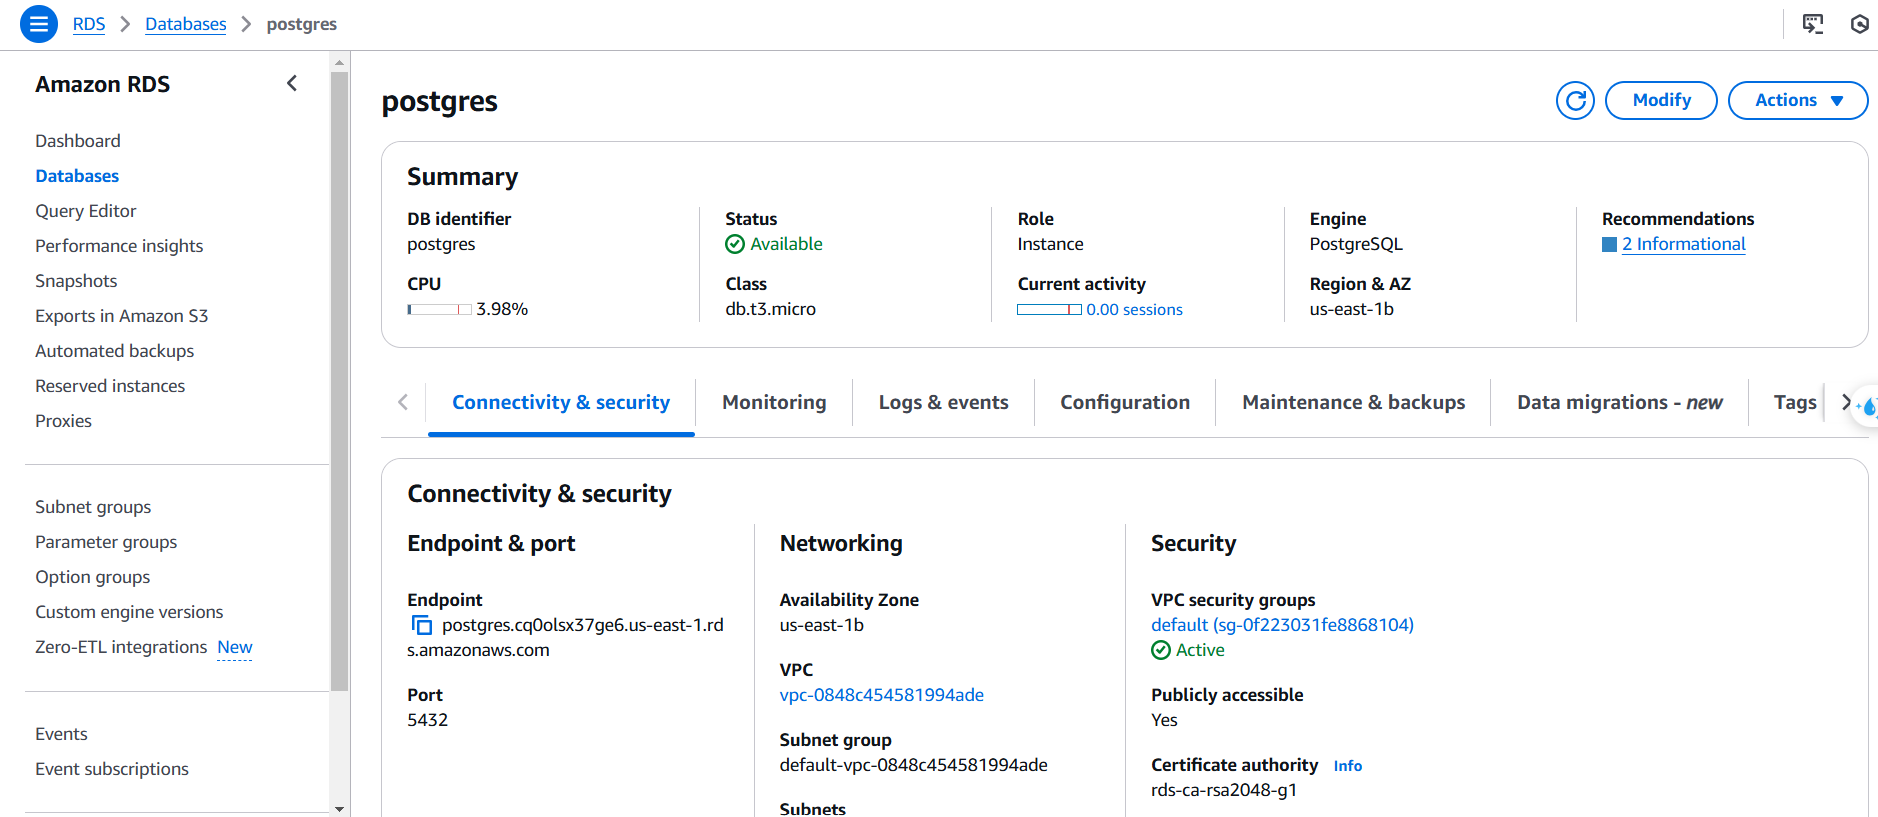 RDS > Databases > postgres
Amazon RDS
Dashboard
Databases
Query Editor
Performance insights
Snapshots
Exports in Amazon S3
Automated backups
Reserved instances
Proxies
Subnet groups
Parameter groups
Option groups
Custom engine versions
Zero-ETL integrations New
Events
Event subscriptions
postgres
Modify
Actions
Summary
DB identifier
postgres
CPU
3.98%
Status
Available
Class
db.t3.micro
Role
Instance
Current activity
0.00 sessions
Engine
PostgreSQL
Region & AZ
us-east-1b
Recommendations
2 Informational
Connectivity & security
Monitoring
Logs & events
Configuration
Maintenance & backups
Data migrations - new
Tags
Connectivity & security
Endpoint & port
Endpoint
postgres.cq0olsx37ge6.us-east-1.rd
s.amazonaws.com
Port
5432
Networking
Availability Zone
us-east-1b
VPC
vpc-0848c454581994ade
Subnet group
default-vpc-0848c454581994ade
Subnets
Security
VPC security groups
default (sg-0f223031fe8868104)
Active
Publicly accessible
Yes
Certificate authority Info
rds-ca-rsa2048-g1